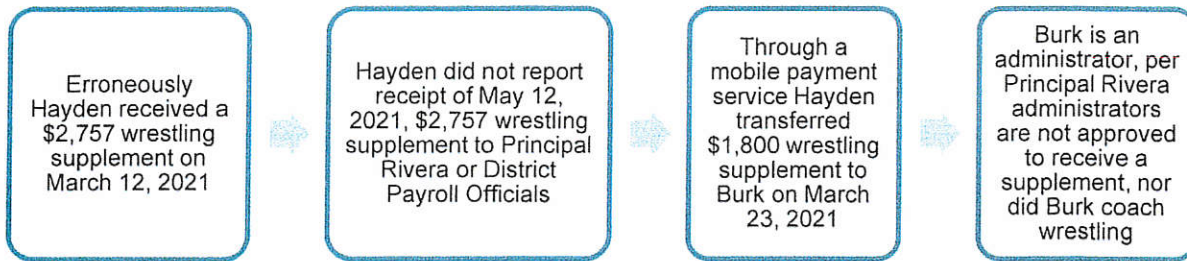 Erroneously
Hayden received a
$2,757 wrestling
supplement on
March 12, 2021
Hayden did not report
receipt of May 12,
2021, $2,757 wrestling
supplement to Principal
Rivera or District
Payroll Officials
Through a
mobile payment
service Hayden
transferred
$1,800 wrestling
supplement to
Burk on March
23, 2021
Burk is an
administrator, per
Principal Rivera
administrators
are not approved
to receive a
supplement, nor
did Burk coach
wrestling